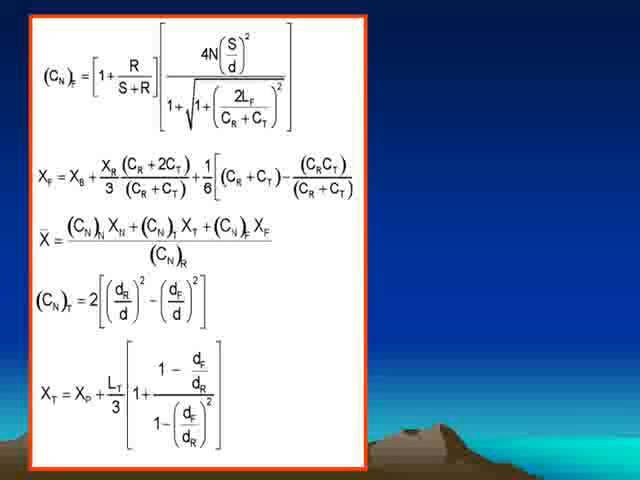 (C_N)_F = [1 + R/(S+R)] [4N(S/d)^2 / (1 + √(1 + (2L_F/(C_R + C_T))^2))]
X_F = X_B + X_R/3 (C_R + 2C_T)/(C_R + C_T) + 1/6 [(C_R + C_T) − (C_R C_T)/(C_R + C_T)
X̄ = ((C_N)_N X_N + (C_N)_T X_T + (C_N)_F X_F) / (C_N)_R
(C_N)_T = 2[(d_R/d)^2 − (d_F/d)^2]
X_T = X_P + L_T/3 [1 + (1 − d_F/d_R) / (1 − (d_F/d_R)^2)]